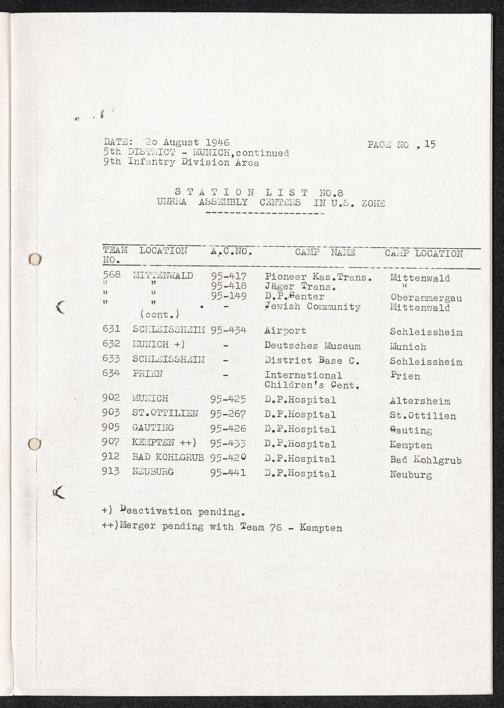 DATE: 2o August 1946 PAGE NO . 15
5th DISTRICT - MUNICH,continued
9th Infantry Division Area
S T A T I O N L I S T NO.8
UNRRA ASSEMBLY CENTERS IN U.S. ZONE
--------------------
TEAM LOCATION A.C.NO. CAMP NAME CAMP LOCATION
NO.
568 MITTENWALD 95-417 Pioneer Kas.Trans. Mittenwald
" " 95-418 Jäger Trans. "
" " 95-149 D.P.Center Oberammergau
" " - Jewish Community Mittenwald
(cont.)
631 SCHLEISSHEIM 95-434 Airport Schleissheim
632 MUNICH +) - Deutsches Museum Munich
633 SCHLEISSHEIM - District Base C. Schleissheim
634 PRIEN - International Prien
Children's Cent.
902 MUNICH 95-425 D.P.Hospital Altersheim
903 ST.OTTILIEN 95-267 D.P.Hospital St.Ottilien
905 GAUTING 95-426 D.P.Hospital Gauting
907 KEMPTEN ++) 95-433 D.P.Hospital Kempten
912 BAD KOHLGRUB 95-420 D.P.Hospital Bad Kohlgrub
913 NEUBURG 95-441 D.P.Hospital Neuburg
+) Deactivation pending.
++)Merger pending with Team 76 - Kempten